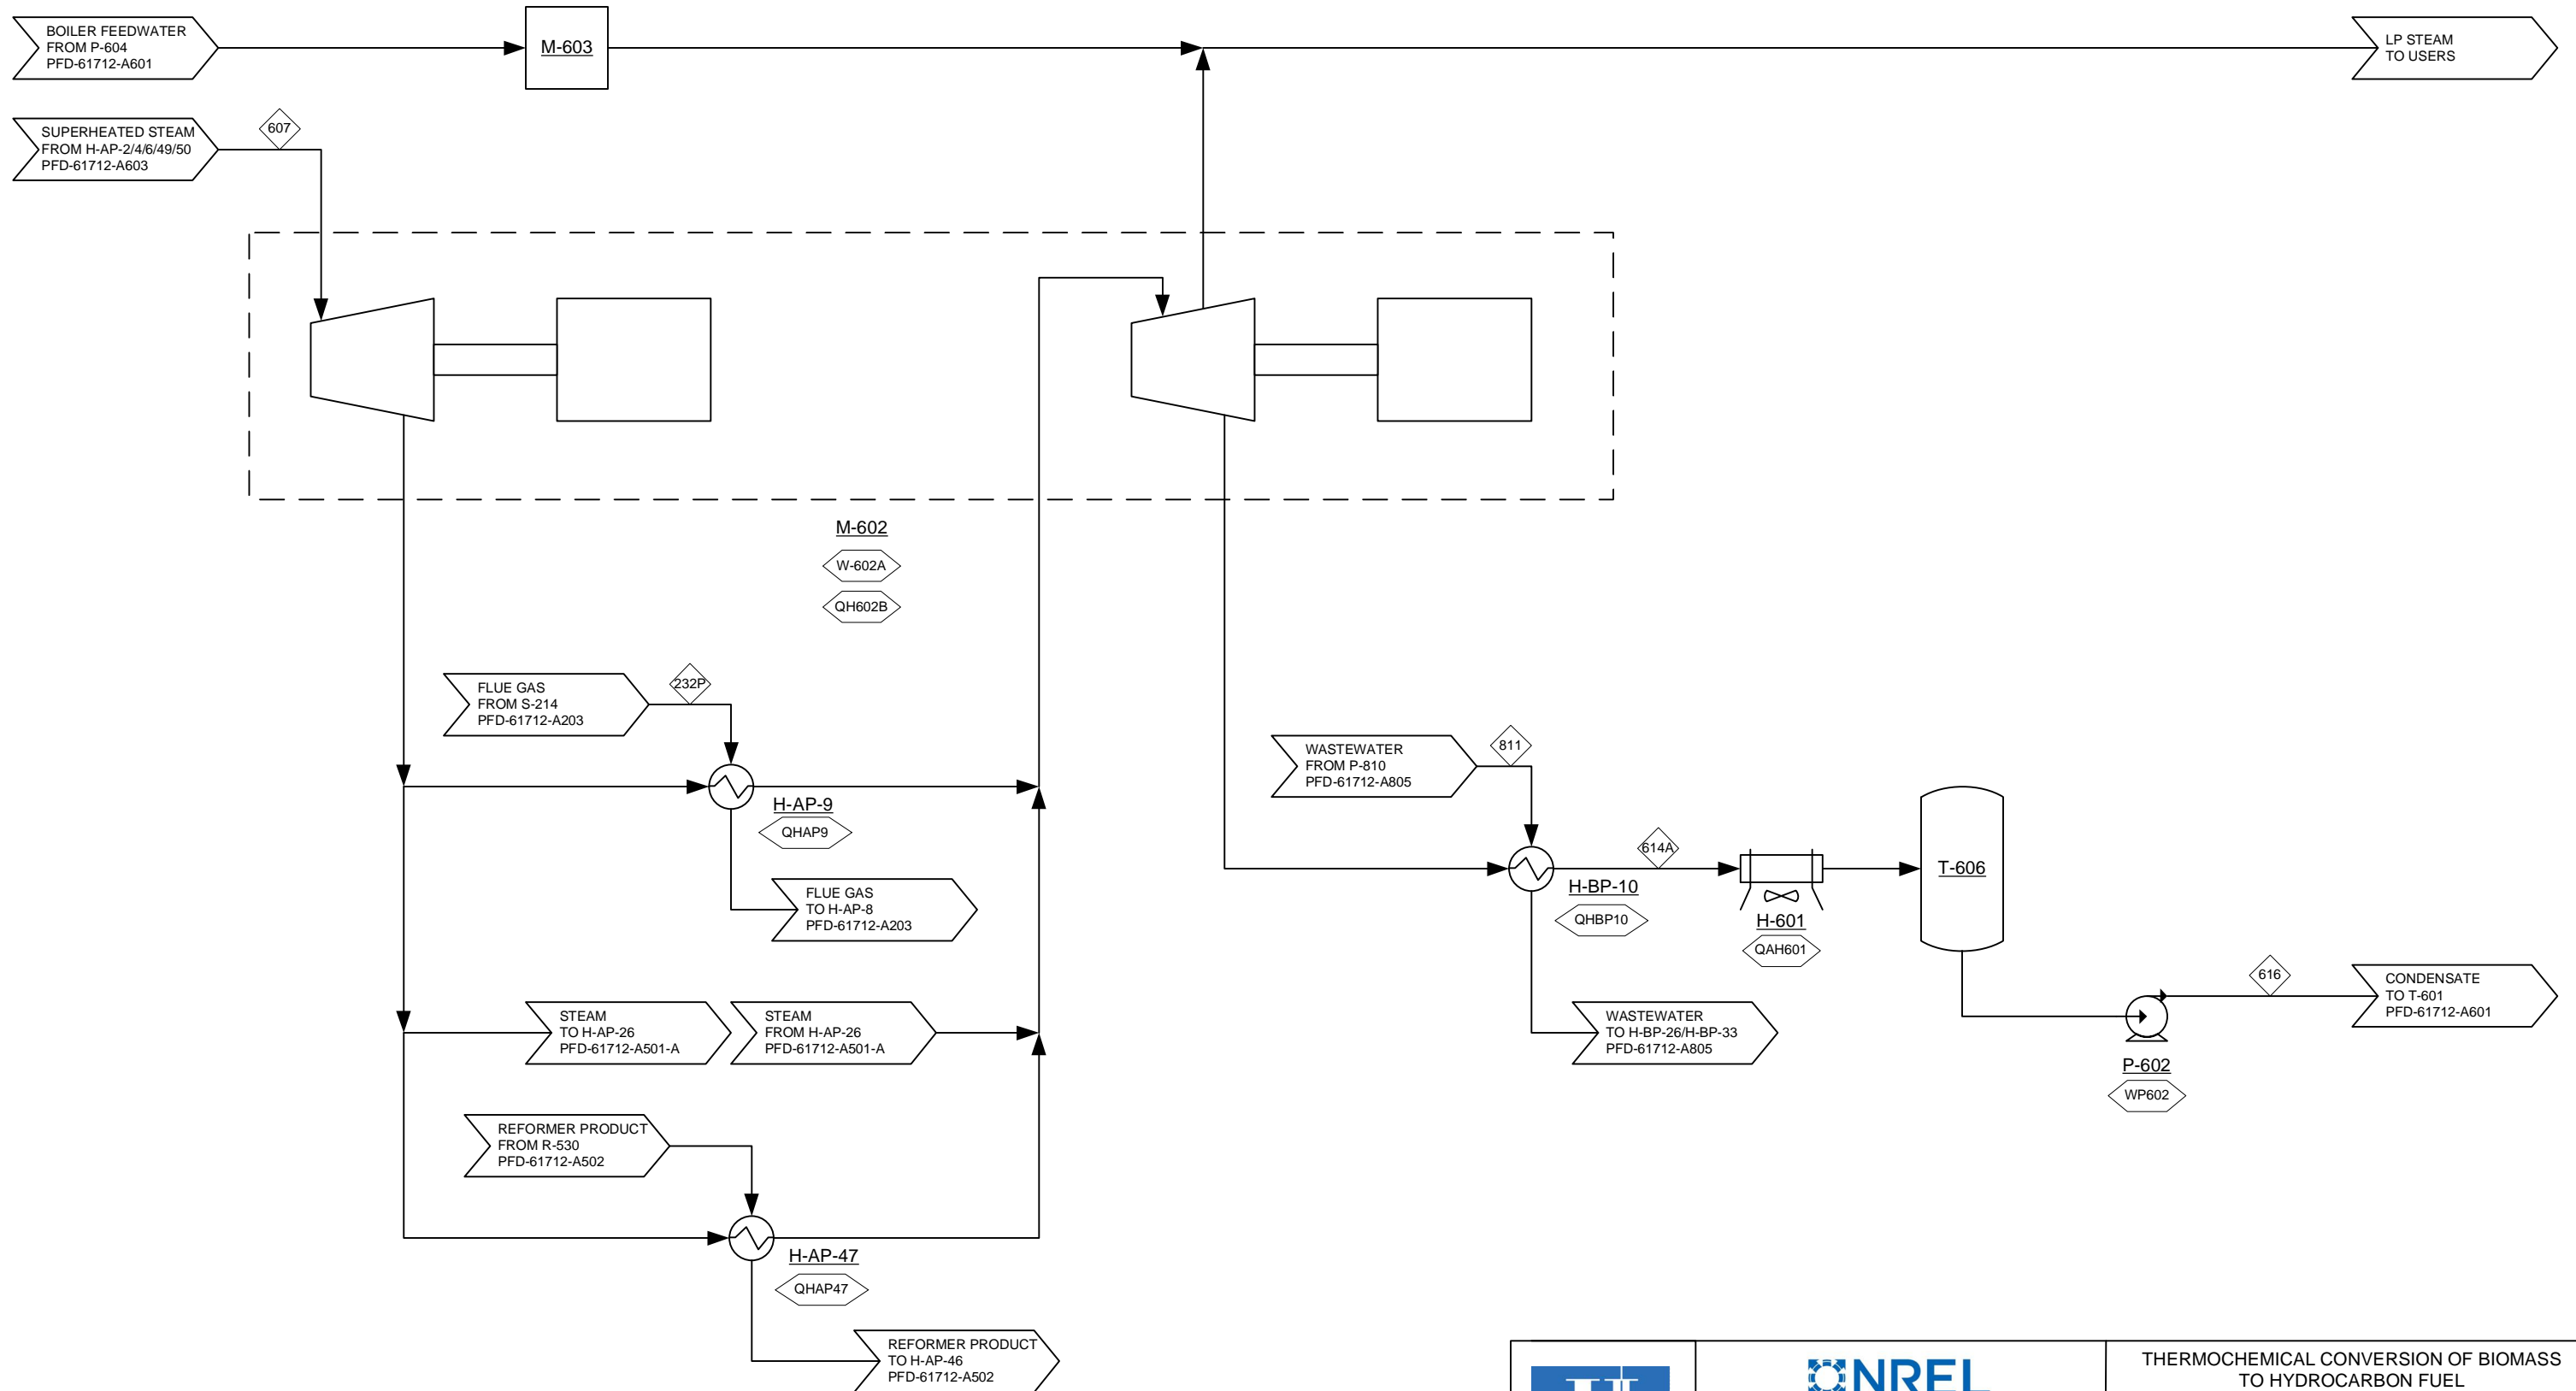 BOILER FEEDWATER
FROM P-604
PFD-61712-A601
M-603
LP STEAM
TO USERS
SUPERHEATED STEAM
FROM H-AP-2/4/6/49/50
PFD-61712-A603
607
M-602
W-602A
QH602B
FLUE GAS
FROM S-214
PFD-61712-A203
232P
H-AP-9
QHAP9
FLUE GAS
TO H-AP-8
PFD-61712-A203
WASTEWATER
FROM P-810
PFD-61712-A805
811
H-BP-10
QHBP10
614A
H-601
QAH601
T-606
STEAM
TO H-AP-26
PFD-61712-A501-A
STEAM
FROM H-AP-26
PFD-61712-A501-A
WASTEWATER
TO H-BP-26/H-BP-33
PFD-61712-A805
616
CONDENSATE
TO T-601
PFD-61712-A601
P-602
WP602
REFORMER PRODUCT
FROM R-530
PFD-61712-A502
H-AP-47
QHAP47
REFORMER PRODUCT
TO H-AP-46
PFD-61712-A502
NREL
THERMOCHEMICAL CONVERSION OF BIOMASS
TO HYDROCARBON FUEL